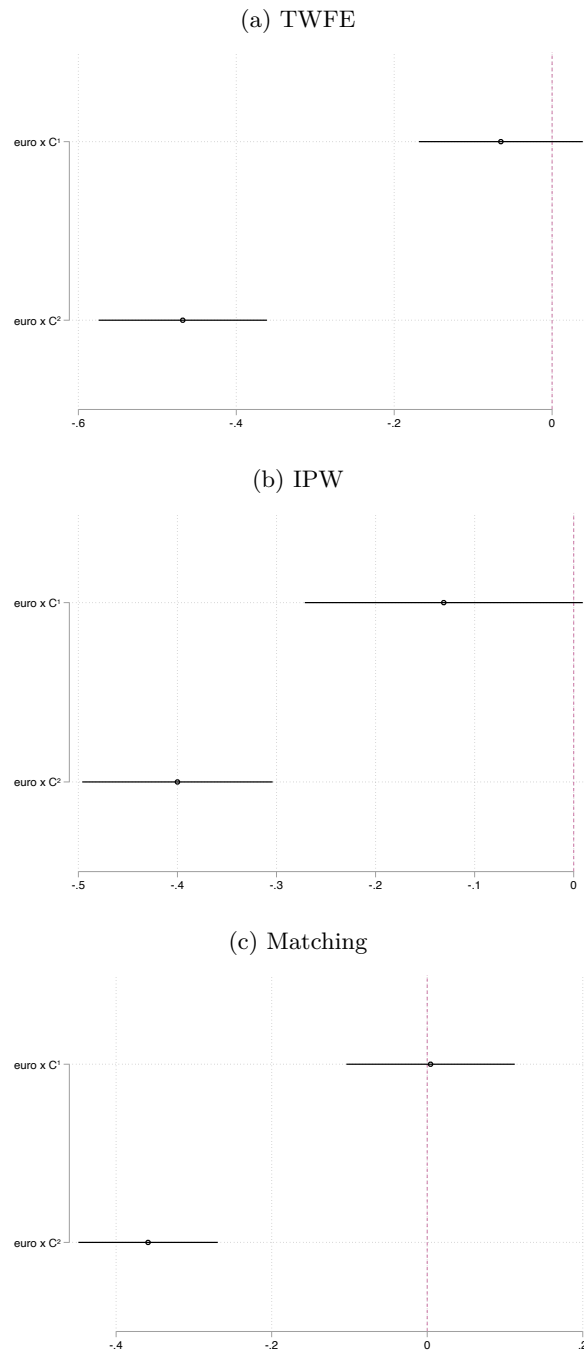 (a) TWFE
euro x C¹
euro x C²
-.6 -.4 -.2 0
(b) IPW
euro x C¹
euro x C²
-.5 -.4 -.3 -.2 -.1 0
(c) Matching
euro x C¹
euro x C²
-.4 -.2 0 .2